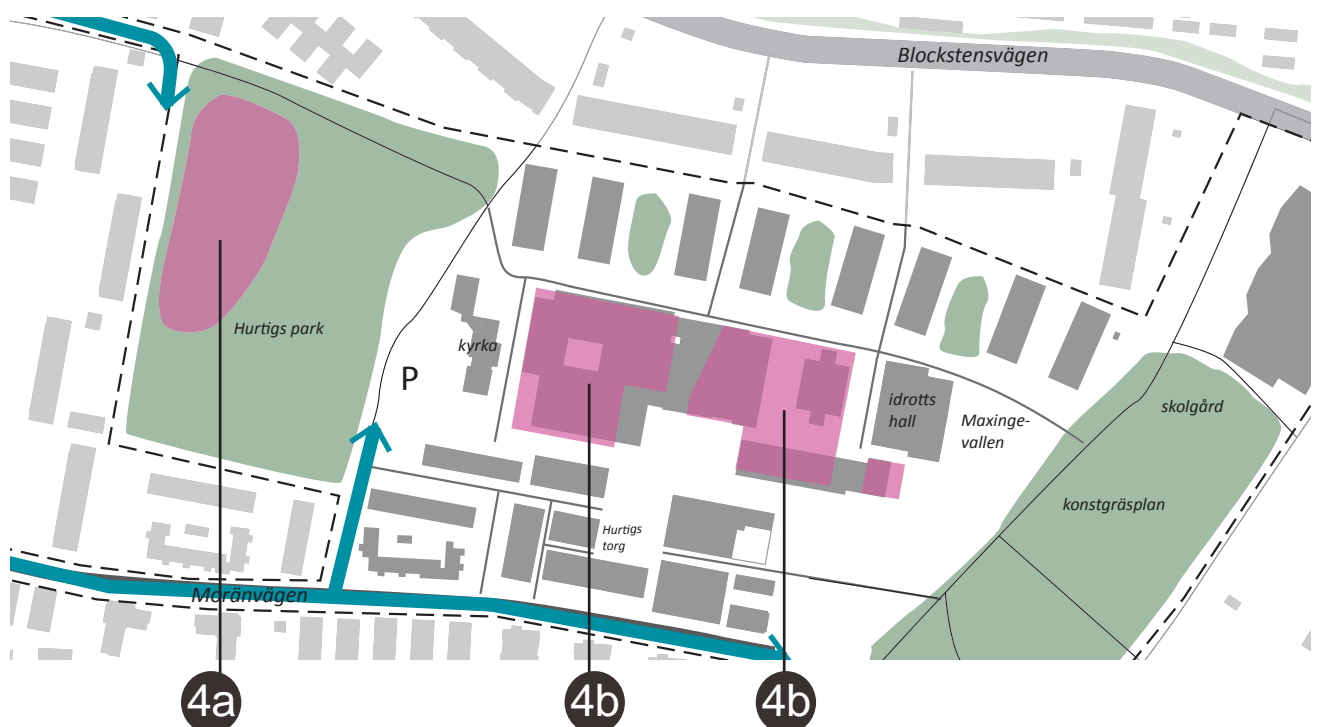 Blockstensvägen
Hurtigs park
kyrka
P
idrotts
hall
Maxinge-
vallen
skolgård
konstgräsplan
Hurtigs
torg
Moränvägen
4a
4b
4b